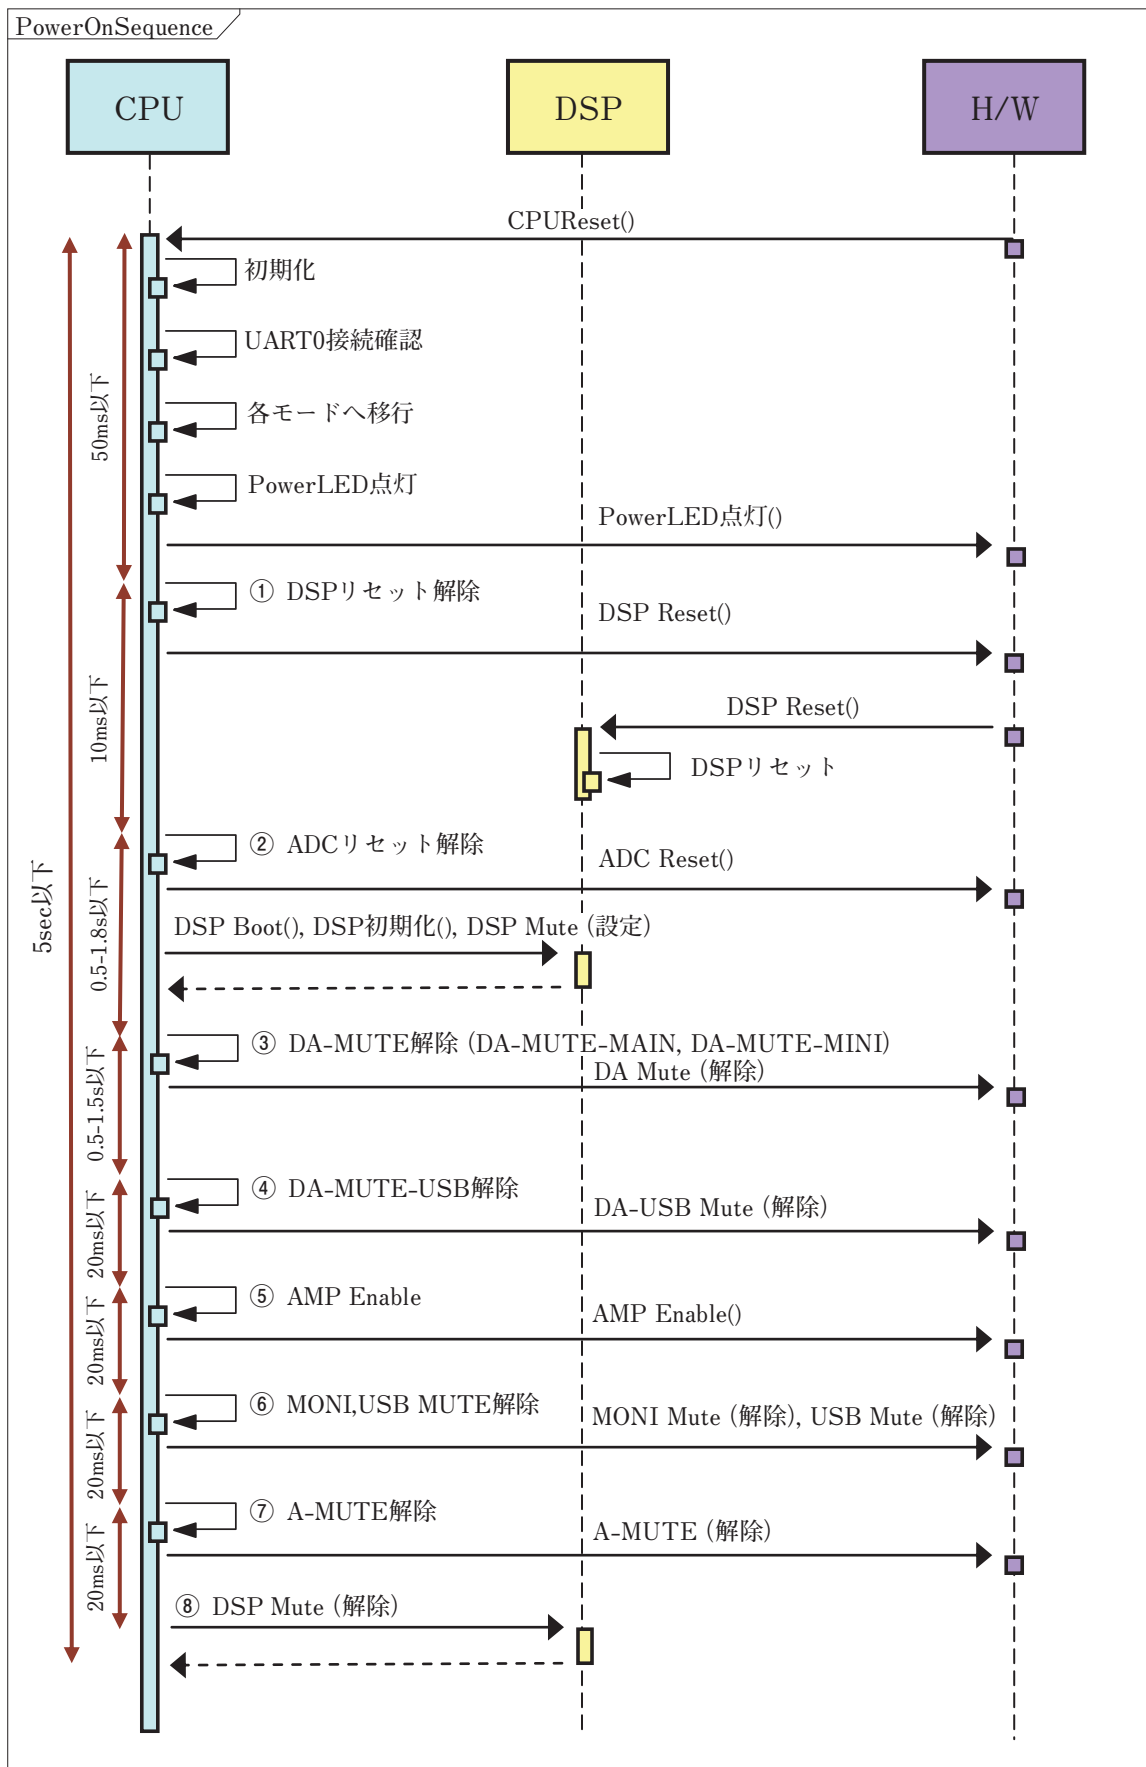 PowerOnSequence
CPU
DSP
H/W
CPUReset()
初期化
UART0接続確認
各モードへ移行
PowerLED点灯
PowerLED点灯()
50ms以下
① DSPリセット解除
DSP Reset()
DSP Reset()
DSPリセット
10ms以下
② ADCリセット解除
ADC Reset()
DSP Boot(), DSP初期化(), DSP Mute (設定)
0.5-1.8s以下
5sec以下
③ DA-MUTE解除 (DA-MUTE-MAIN, DA-MUTE-MINI)
DA Mute (解除)
0.5-1.5s以下
④ DA-MUTE-USB解除
DA-USB Mute (解除)
20ms以下
⑤ AMP Enable
AMP Enable()
20ms以下
⑥ MONI,USB MUTE解除
MONI Mute (解除), USB Mute (解除)
20ms以下
⑦ A-MUTE解除
A-MUTE (解除)
20ms以下
⑧ DSP Mute (解除)